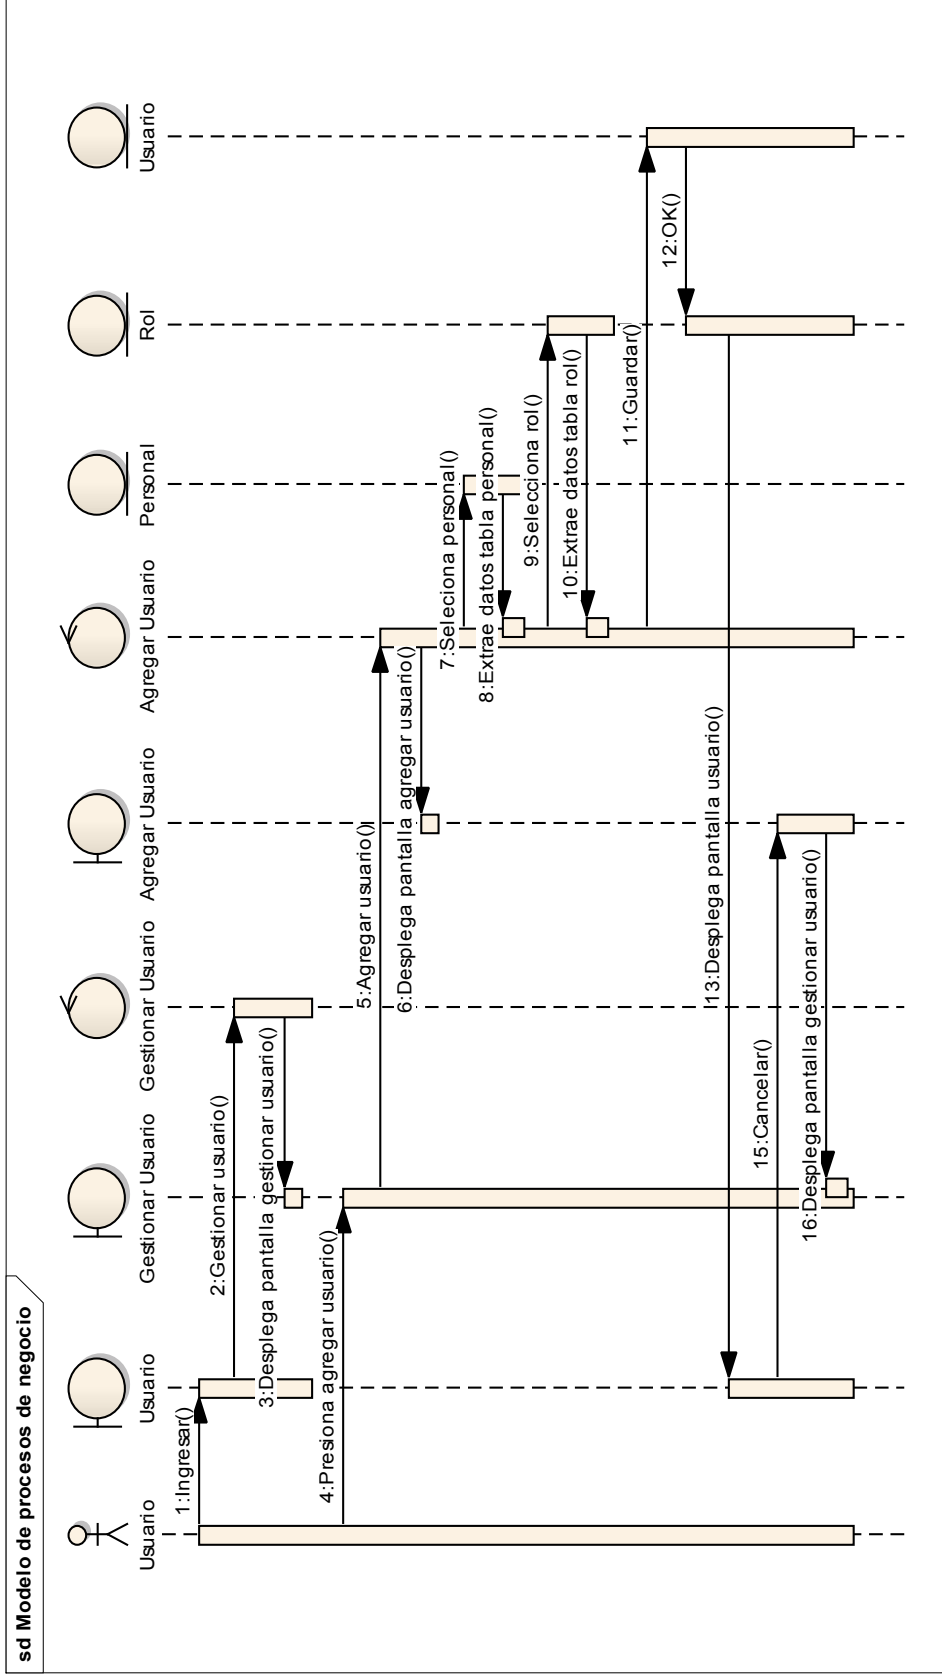 sd Modelo de procesos de negocio
Usuario
Usuario
Gestionar Usuario
Gestionar Usuario
Agregar Usuario
Agregar Usuario
Personal
Rol
Usuario
1:Ingresar()
2:Gestionar usuario()
3:Desplega pantalla gestionar usuario()
4:Presiona agregar usuario()
5:Agregar usuario()
6:Desplega pantalla agregar usuario()
7:Seleciona personal()
8:Extrae datos tabla personal()
9:Selecciona rol()
10:Extrae datos tabla rol()
11:Guardar()
12:OK()
13:Desplega pantalla usuario()
15:Cancelar()
16:Desplega pantalla gestionar usuario()